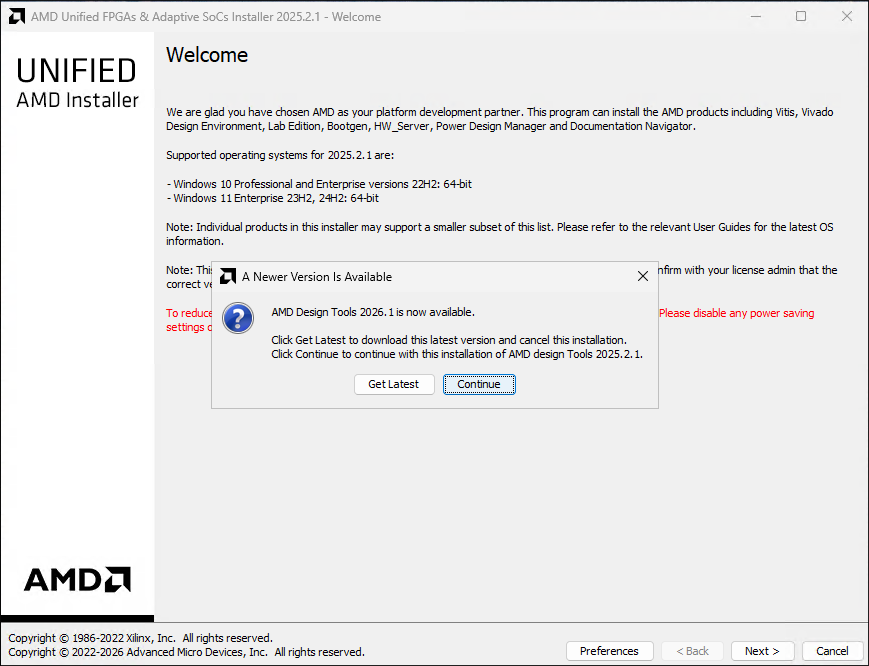 AMD Unified FPGAs & Adaptive SoCs Installer 2025.2.1 - Welcome
UNIFIED
AMD Installer
Welcome
We are glad you have chosen AMD as your platform development partner. This program can install the AMD products including Vitis, Vivado
Design Environment, Lab Edition, Bootgen, HW_Server, Power Design Manager and Documentation Navigator.
Supported operating systems for 2025.2.1 are:
- Windows 10 Professional and Enterprise versions 22H2: 64-bit
- Windows 11 Enterprise 23H2, 24H2: 64-bit
Note: Individual products in this installer may support a smaller subset of this list. Please refer to the relevant User Guides for the latest OS
information.
Note: with your license admin that the
correct
To reduce Please disable any power saving
settings
A Newer Version Is Available
AMD Design Tools 2026.1 is now available.
Click Get Latest to download this latest version and cancel this installation.
Click Continue to continue with this installation of AMD design Tools 2025.2.1.
Get Latest Continue
AMD
Copyright © 1986-2022 Xilinx, Inc. All rights reserved.
Copyright © 2022-2026 Advanced Micro Devices, Inc. All rights reserved.
Preferences < Back Next > Cancel